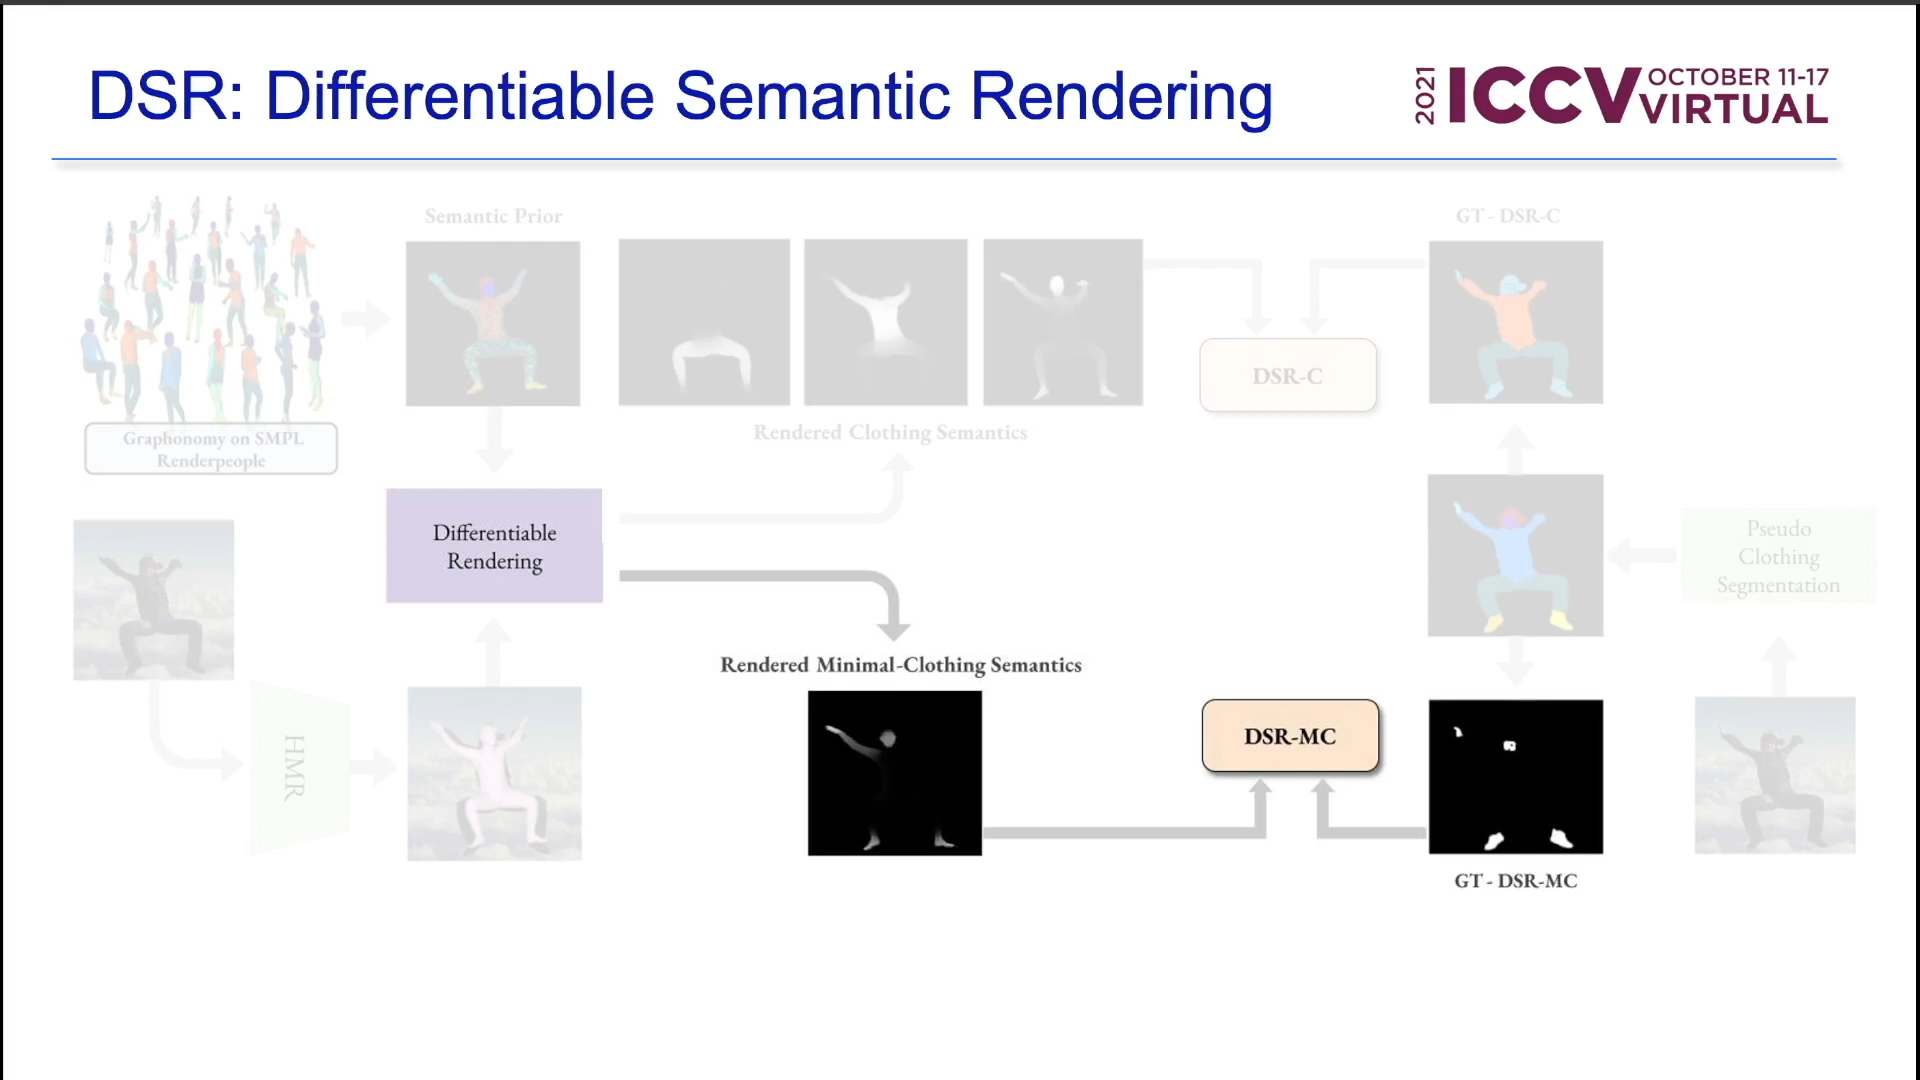 DSR: Differentiable Semantic Rendering
2021 ICCV OCTOBER 11-17
VIRTUAL
Semantic Prior
GT - DSR-C
DSR-C
Rendered Clothing Semantics
Graphonomy on SMPL
Renderpeople
Differentiable
Rendering
Pseudo
Clothing
Segmentation
Rendered Minimal-Clothing Semantics
HMR
DSR-MC
GT - DSR-MC